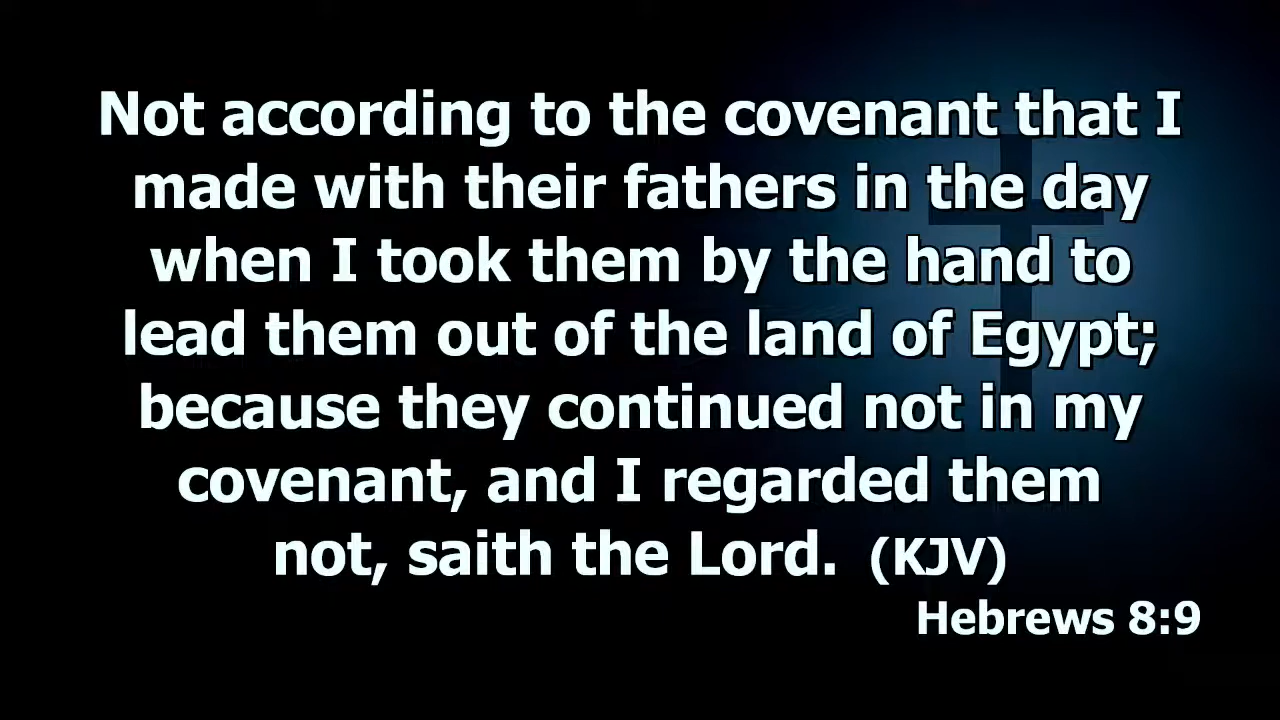 Not according to the covenant that I
made with their fathers in the day
when I took them by the hand to
lead them out of the land of Egypt;
because they continued not in my
covenant, and I regarded them
not, saith the Lord.  (KJV)
Hebrews 8:9